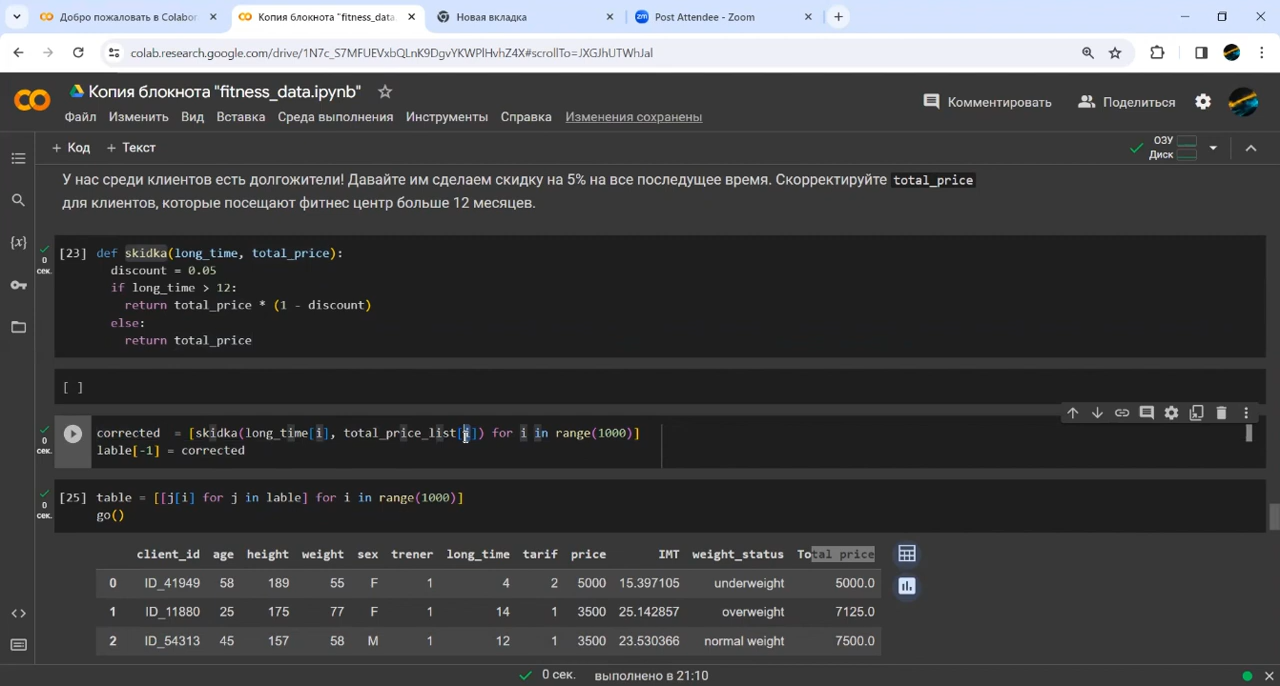 Добро пожаловать в Colabor
Копия блокнота "fitness_data.
Новая вкладка
Post Attendee - Zoom
colab.research.google.com/drive/1N7c_S7MFUEVxbQLnK9DgvYKWPlHvhZ4X#scrollTo=JXGJhUTWhJal
Копия блокнота "fitness_data.ipynb"
Комментировать
Поделиться
Файл Изменить Вид Вставка Среда выполнения Инструменты Справка Изменения сохранены
+ Код + Текст
ОЗУ
Диск
У нас среди клиентов есть долгожители! Давайте им сделаем скидку на 5% на все последущее время. Скорректируйте total_price
для клиентов, которые посещают фитнес центр больше 12 месяцев.
0
сек.
[23] def skidka(long_time, total_price):
discount = 0.05
if long_time > 12:
return total_price * (1 - discount)
else:
return total_price
[ ]
0
сек.
corrected = [skidka(long_time[i], total_price_list[i]) for i in range(1000)]
lable[-1] = corrected
0
сек.
[25] table = [[j[i] for j in lable] for i in range(1000)]
go()
client_id age height weight sex trener long_time tarif price IMT weight_status Total price
0 ID_41949 58 189 55 F 1 4 2 5000 15.397105 underweight 5000.0
1 ID_11880 25 175 77 F 1 14 1 3500 25.142857 overweight 7125.0
2 ID_54313 45 157 58 M 1 12 1 3500 23.530366 normal weight 7500.0
0 сек. выполнено в 21:10